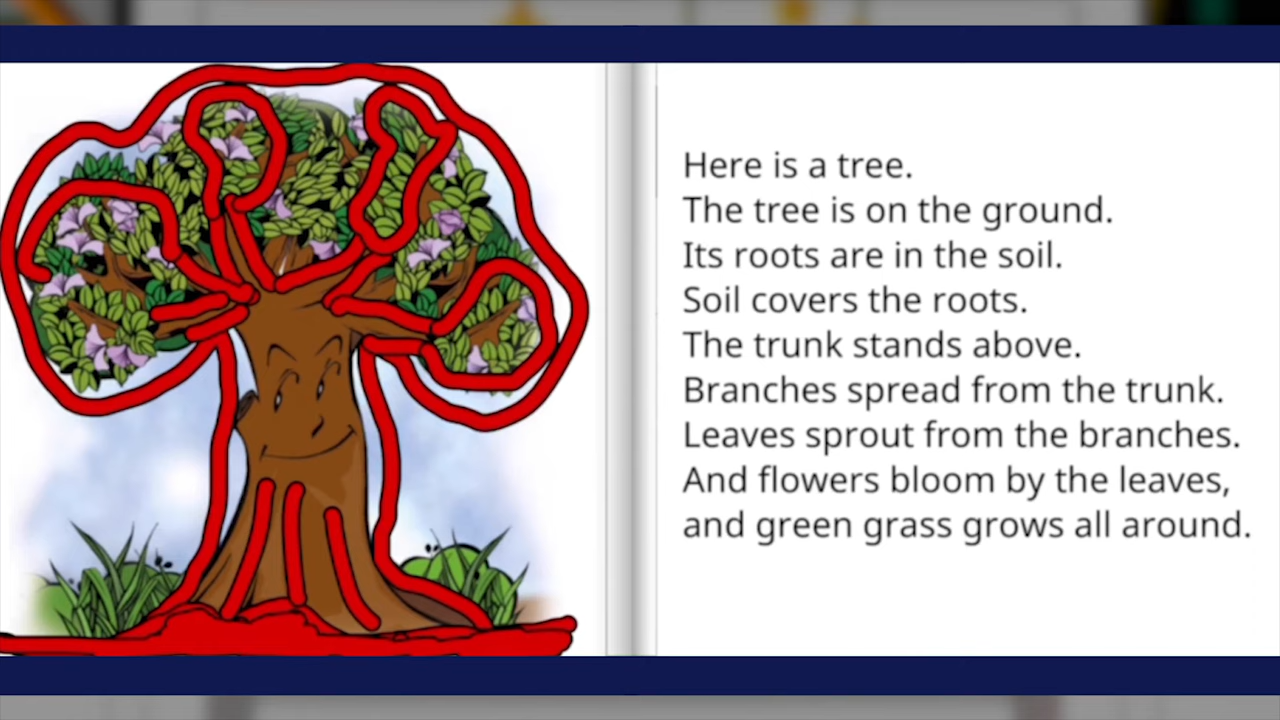 Here is a tree.
The tree is on the ground.
Its roots are in the soil.
Soil covers the roots.
The trunk stands above.
Branches spread from the trunk.
Leaves sprout from the branches.
And flowers bloom by the leaves,
and green grass grows all around.